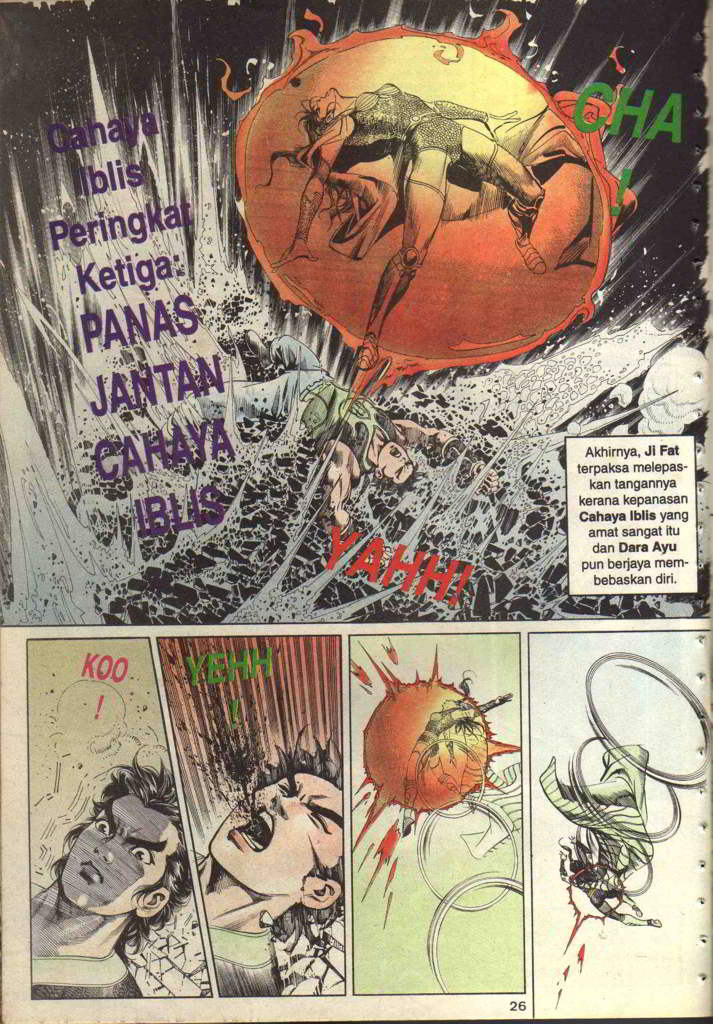 Cahaya
Iblis
Peringkat
Ketiga:
PANAS
JANTAN
CAHAYA
IBLIS
CHA
!
Akhirnya, Ji Fat
terpaksa melepas-
kan tangannya
kerana kepanasan
Cahaya Iblis yang
amat sangat itu
dan Dara Ayu
pun berjaya mem-
bebaskan diri.
YAHH!
KOO
!
YEHH
!
26